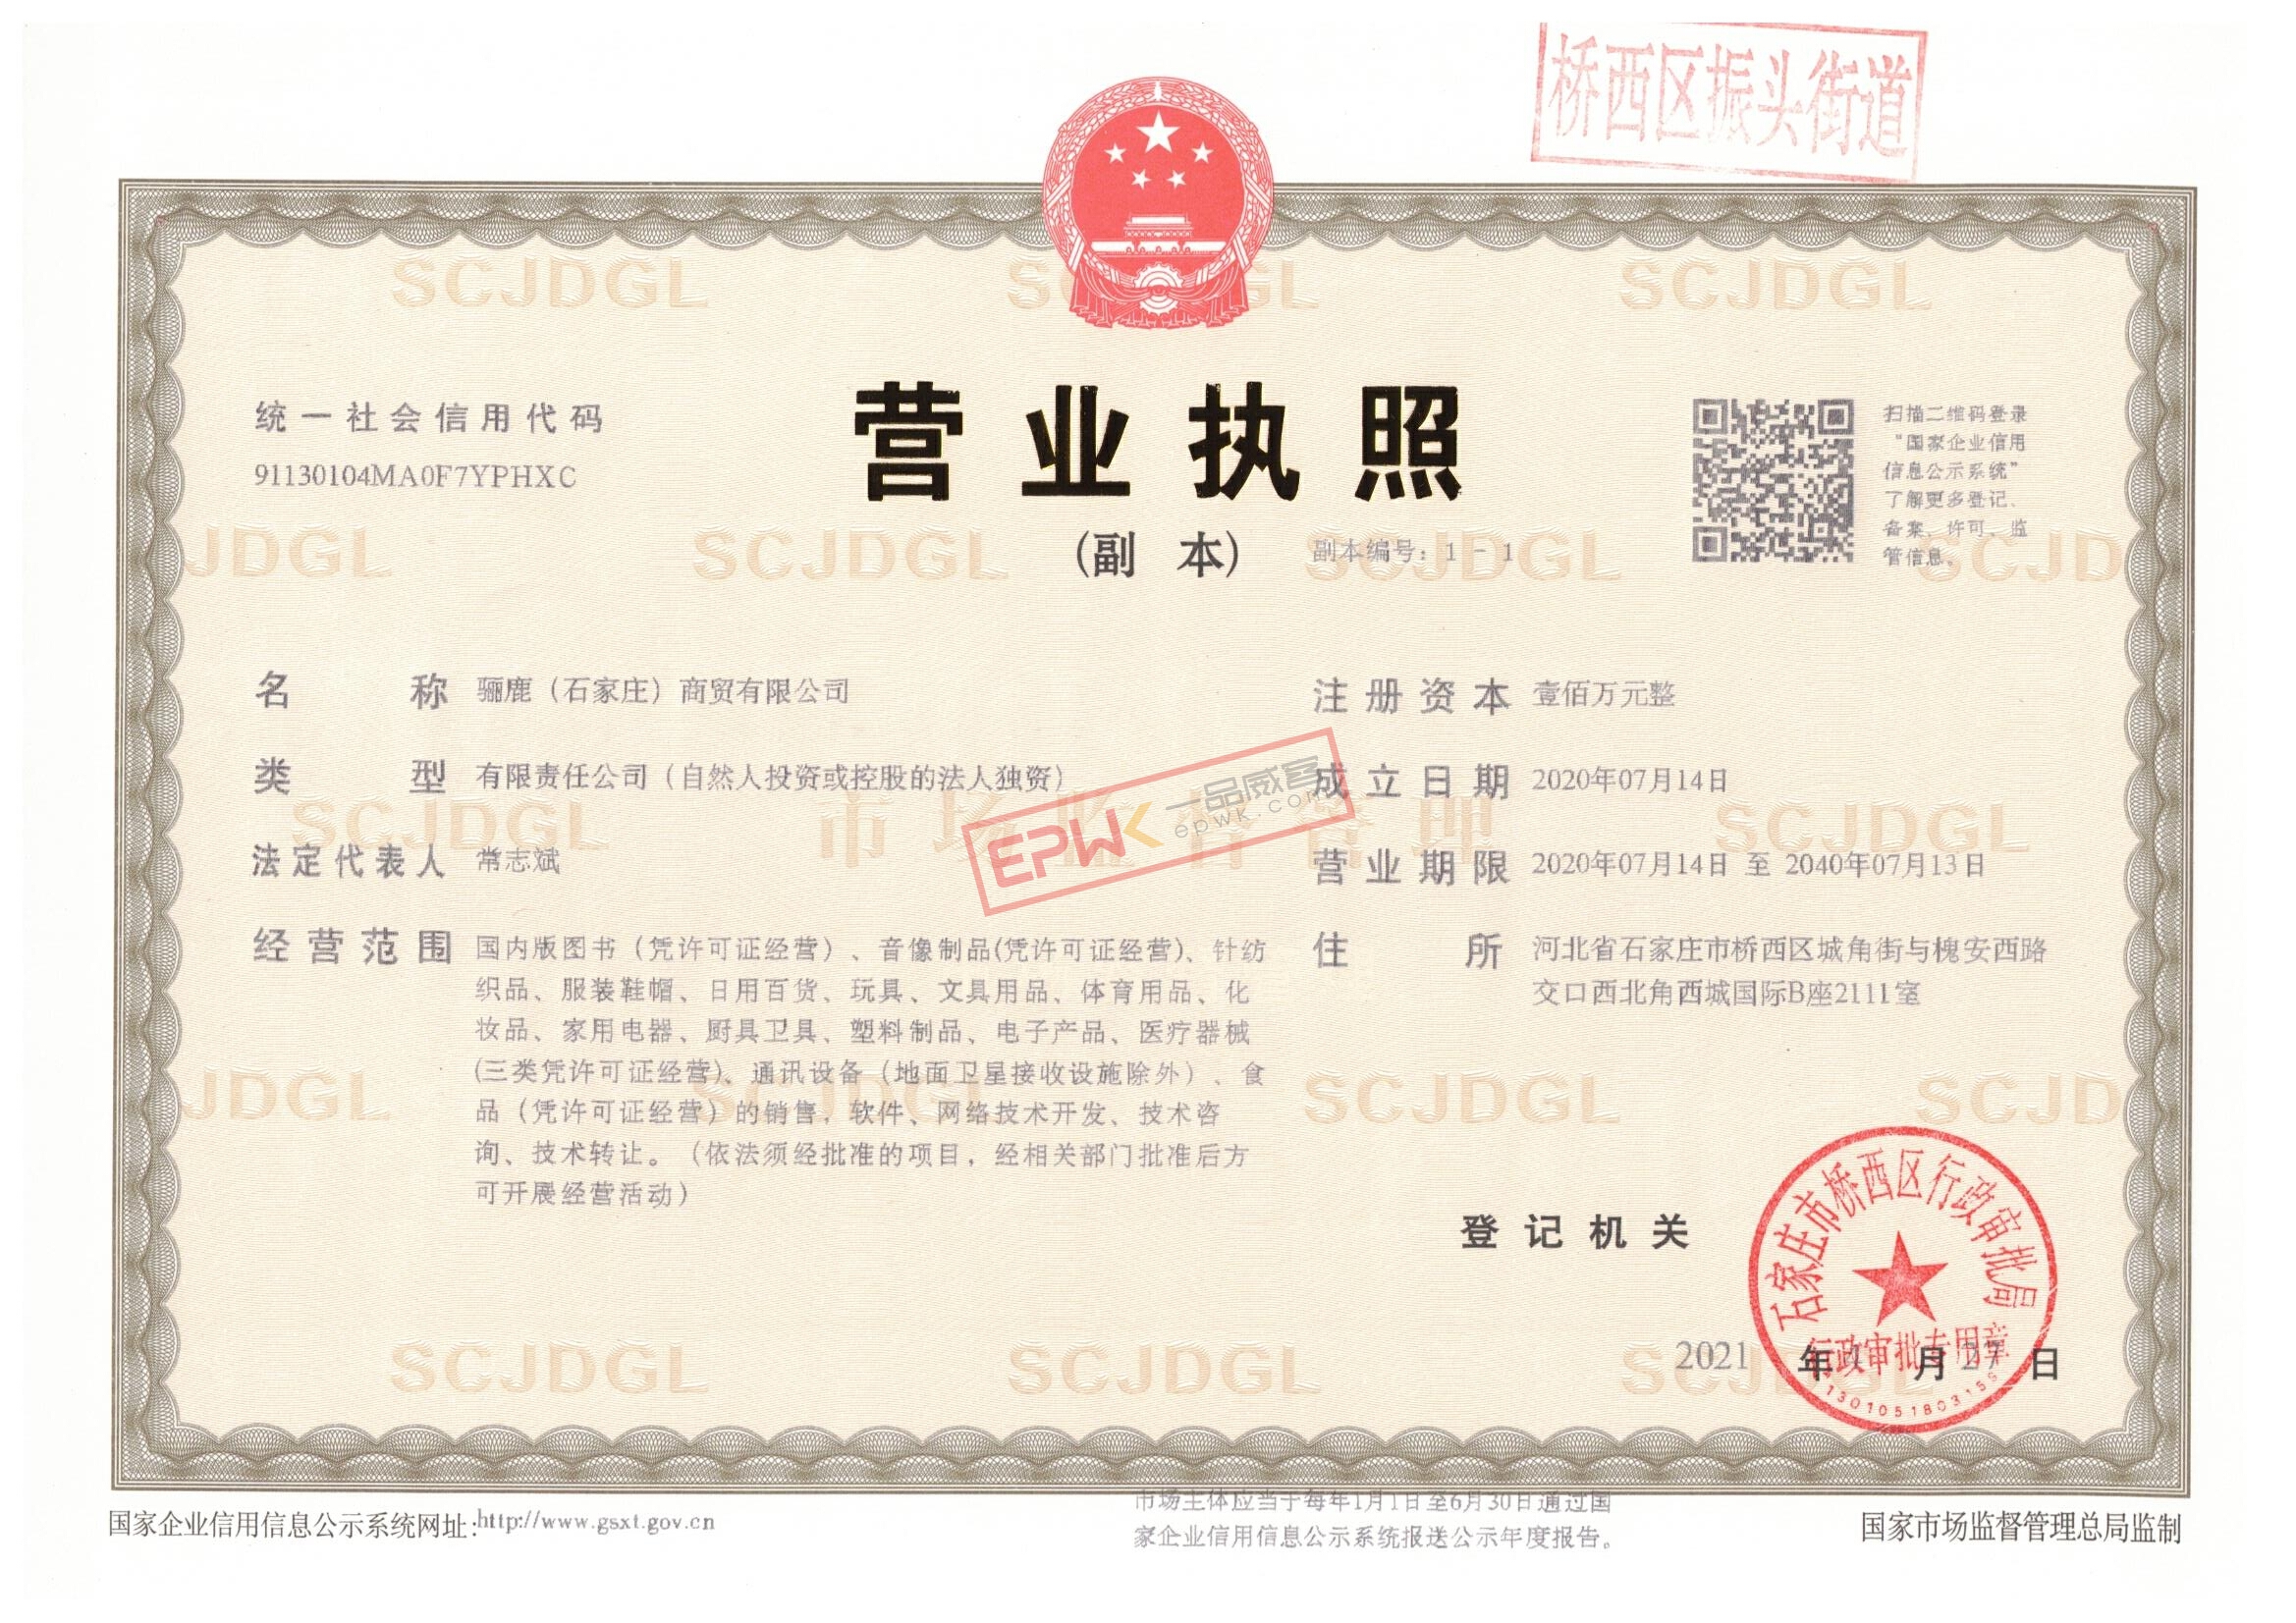 桥西区振头街道
统一社会信用代码
91130104MA0F7YPHXC
营业执照
(副 本)
副本编号：1 - 1
扫描二维码登录
“国家企业信用
信息公示系统”
了解更多登记、
备案、许可、监
管信息。
名 称 骊鹿（石家庄）商贸有限公司
类 型 有限责任公司（自然人投资或控股的法人独资）
法定代表人 常志斌
经营范围 国内版图书（凭许可证经营）、音像制品(凭许可证经营)、针纺
织品、服装鞋帽、日用百货、玩具、文具用品、体育用品、化
妆品、家用电器、厨具卫具、塑料制品、电子产品、医疗器械
(三类凭许可证经营)、通讯设备（地面卫星接收设施除外）、食
品（凭许可证经营）的销售，软件、网络技术开发、技术咨
询、技术转让。（依法须经批准的项目，经相关部门批准后方
可开展经营活动）
注册资本 壹佰万元整
成立日期 2020年07月14日
营业期限 2020年07月14日 至 2040年07月13日
住 所 河北省石家庄市桥西区城角街与槐安西路
交口西北角西城国际B座2111室
EPWK 一品威客
epwk.com
市场监督管理
SCJDGL
登记机关
石家庄市桥西区行政审批局
行政审批专用章
2021 年 月 27 日
国家企业信用信息公示系统网址:http://www.gsxt.gov.cn
市场主体应当于每年1月1日至6月30日通过国
家企业信用信息公示系统报送公示年度报告。
国家市场监督管理总局监制